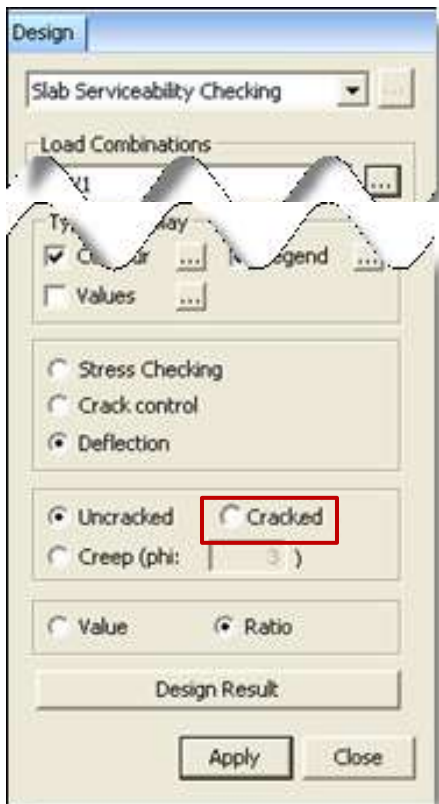 Design
Slab Serviceability Checking
...
Load Combinations
...
... Legend ...
Values ...
Stress Checking
Crack control
Deflection
Uncracked Cracked
Creep (phi: 3 )
Value Ratio
Design Result
Apply Close